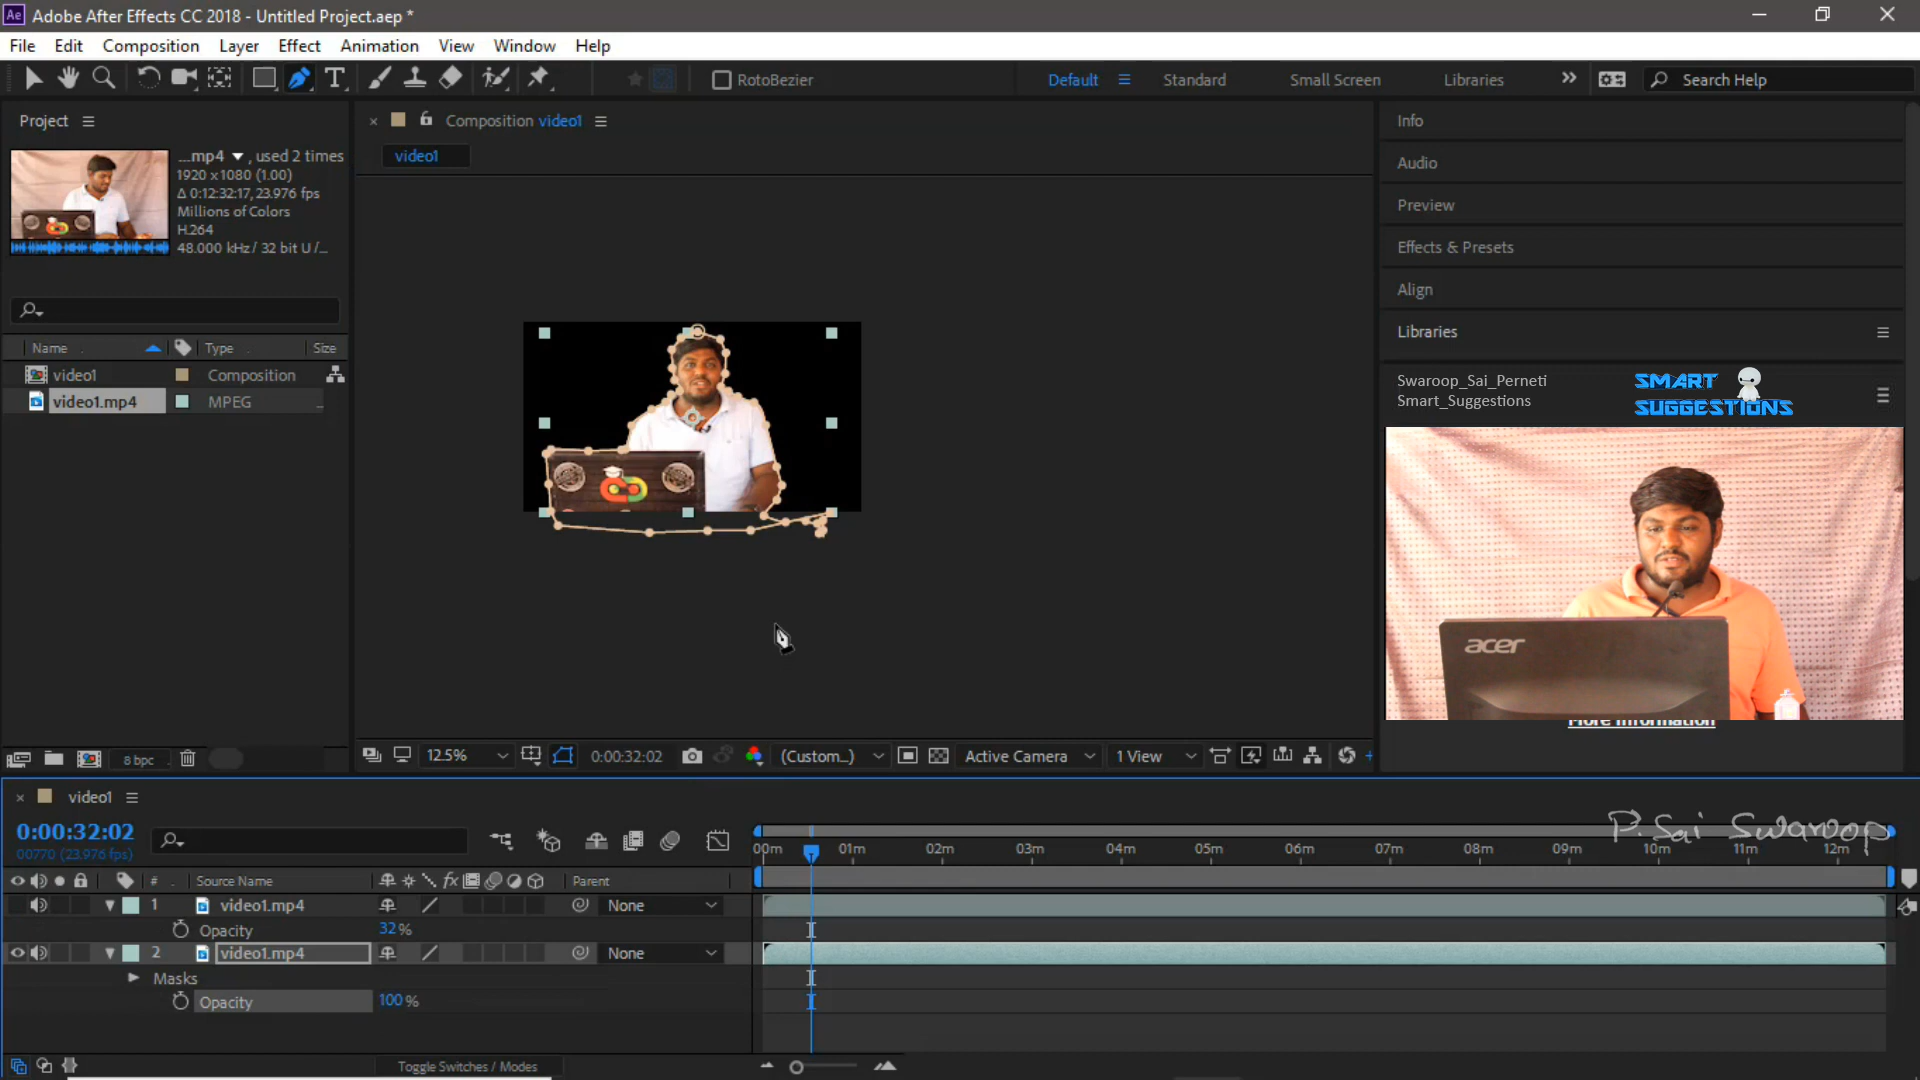 Ae Adobe After Effects CC 2018 - Untitled Project.aep *
File Edit Composition Layer Effect Animation View Window Help
RotoBezier Default Standard Small Screen Libraries Search Help
Project
...mp4 , used 2 times
1920 x 1080 (1.00)
Δ 0:12:32:17, 23.976 fps
Millions of Colors
H.264
48.000 kHz / 32 bit U /...
Name Type Size
video1 Composition
video1.mp4 MPEG
Composition video1
video1
12.5% 0:00:32:02 (Custom...) Active Camera 1 View
8 bpc
Info
Audio
Preview
Effects & Presets
Align
Libraries
Swaroop_Sai_Perneti
Smart_Suggestions
SMART
SUGGESTIONS
acer
More Information
video1
0:00:32:02
00770 (23.976 fps)
P. Sai Swaroop
00m 01m 02m 03m 04m 05m 06m 07m 08m 09m 10m 11m 12m
# Source Name fx Parent
1 video1.mp4 None
Opacity 32 %
2 video1.mp4 None
Masks
Opacity 100 %
Toggle Switches / Modes